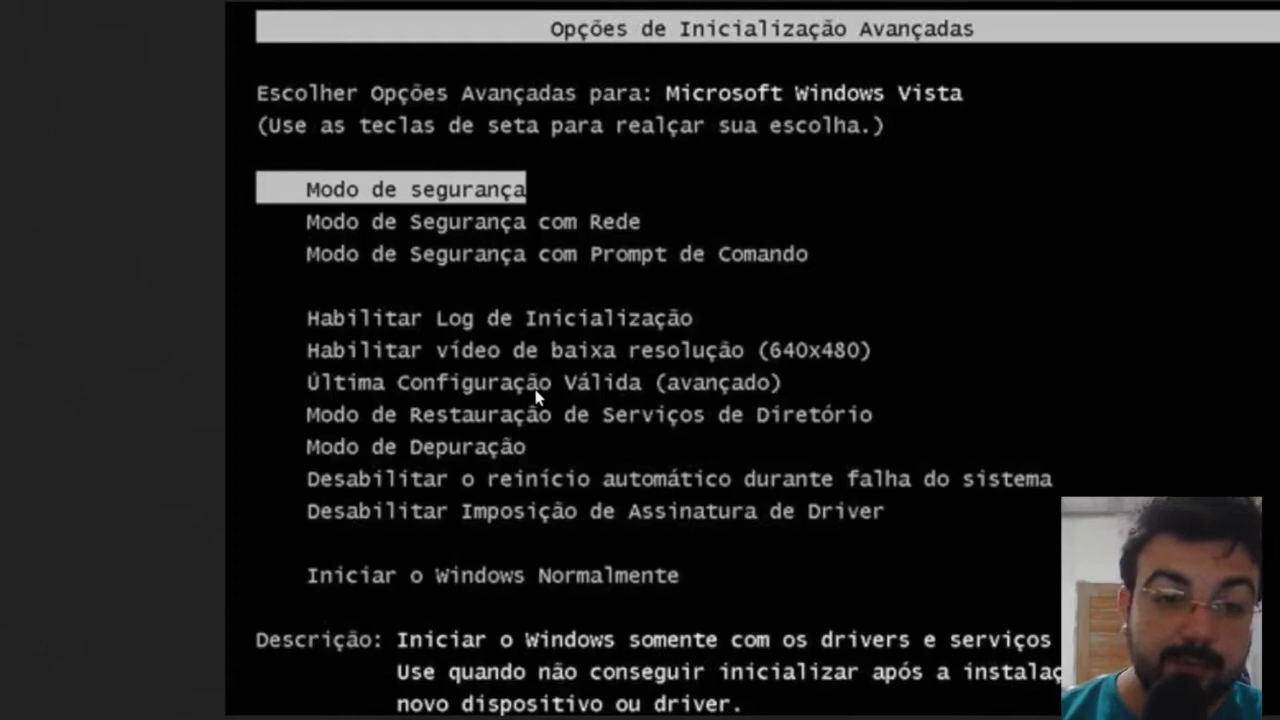 Opções de Inicialização Avançadas
Escolher Opções Avançadas para: Microsoft Windows Vista
(Use as teclas de seta para realçar sua escolha.)
Modo de segurança
Modo de Segurança com Rede
Modo de Segurança com Prompt de Comando
Habilitar Log de Inicialização
Habilitar vídeo de baixa resolução (640x480)
Última Configuração Válida (avançado)
Modo de Restauração de Serviços de Diretório
Modo de Depuração
Desabilitar o reinício automático durante falha do sistema
Desabilitar Imposição de Assinatura de Driver
Iniciar o Windows Normalmente
Descrição: Iniciar o Windows somente com os drivers e serviços
Use quando não conseguir inicializar após a instalaç
novo dispositivo ou driver.